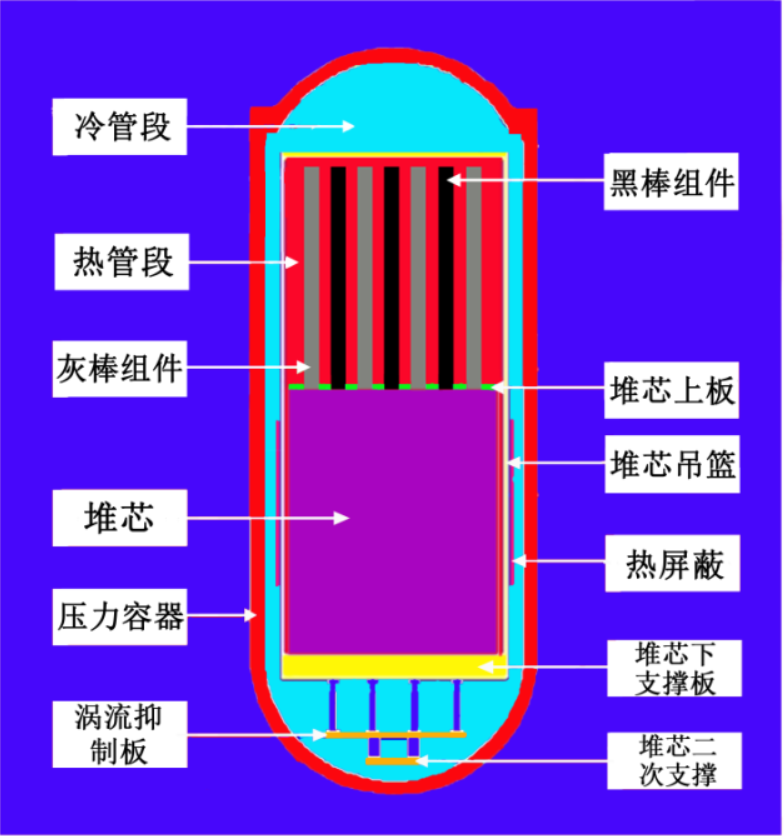 冷管段
热管段
灰棒组件
堆芯
压力容器
涡流抑
制板
黑棒组件
堆芯上板
堆芯吊篮
热屏蔽
堆芯下
支撑板
堆芯二
次支撑